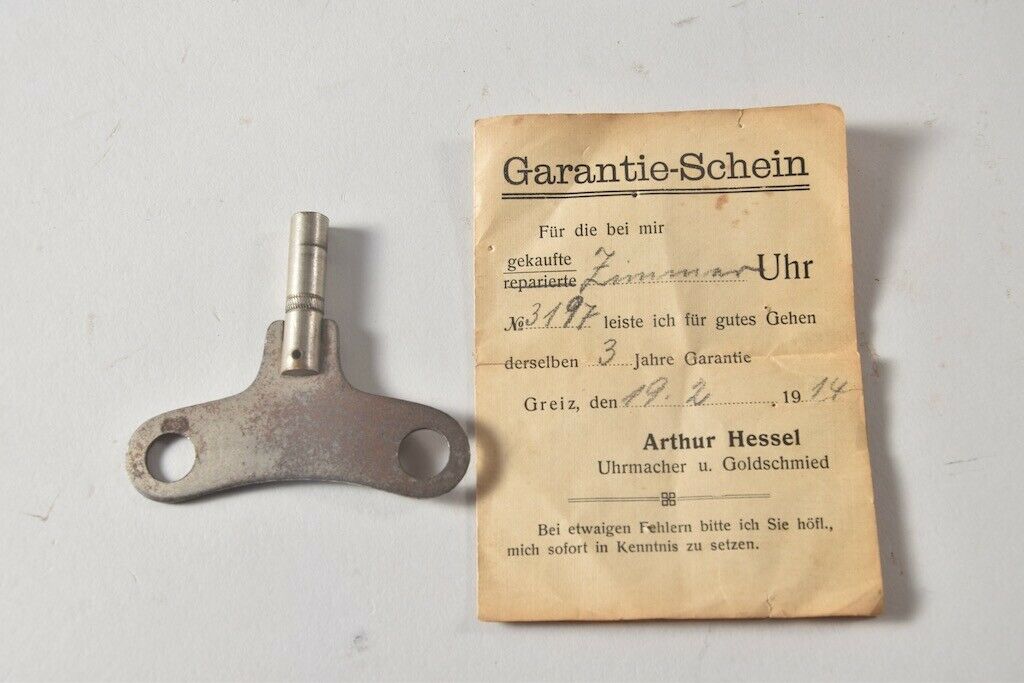 Garantie-Schein
Für die bei mir
gekaufte
reparierte Zimmer Uhr
No 3197 leiste ich für gutes Gehen
derselben 3 Jahre Garantie
Greiz, den 19. 2 , 1914
Arthur Hessel
Uhrmacher u. Goldschmied
Bei etwaigen Fehlern bitte ich Sie höfl.,
mich sofort in Kenntnis zu setzen.